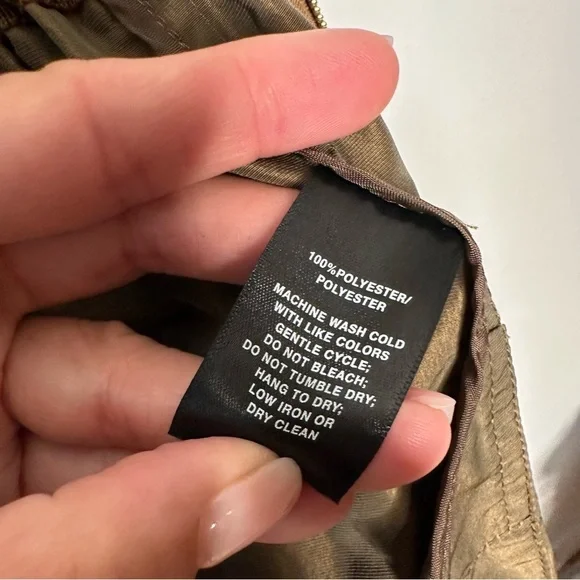 100%POLYESTER/
POLYESTER
MACHINE WASH COLD
WITH LIKE COLORS
GENTLE CYCLE;
DO NOT BLEACH;
DO NOT TUMBLE DRY;
HANG TO DRY;
LOW IRON OR
DRY CLEAN